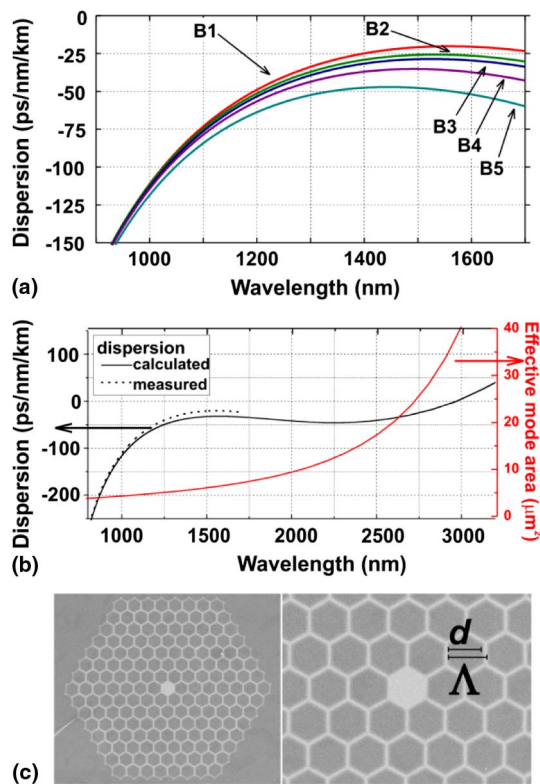 B1
B2
B3
B4
B5
0
-25
-50
-75
-100
-125
-150
Dispersion (ps/nm/km)
1000
1200
1400
1600
Wavelength (nm)
(a)
dispersion
calculated
measured
100
0
-100
-200
Dispersion (ps/nm/km)
40
30
20
10
0
Effective mode area (μm²)
1000
1500
2000
2500
3000
Wavelength (nm)
(b)
d
Λ
(c)